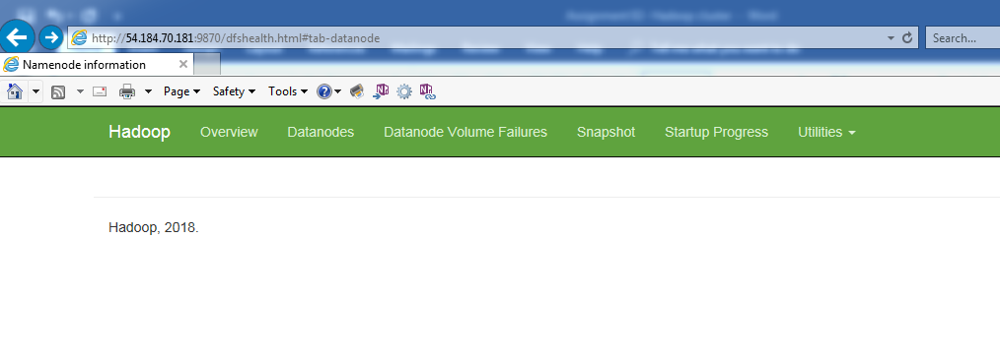 http://54.184.70.181:9870/dfshealth.html#tab-datanode
Search...
Namenode information
Page Safety Tools
Hadoop Overview Datanodes Datanode Volume Failures Snapshot Startup Progress Utilities
Hadoop, 2018.